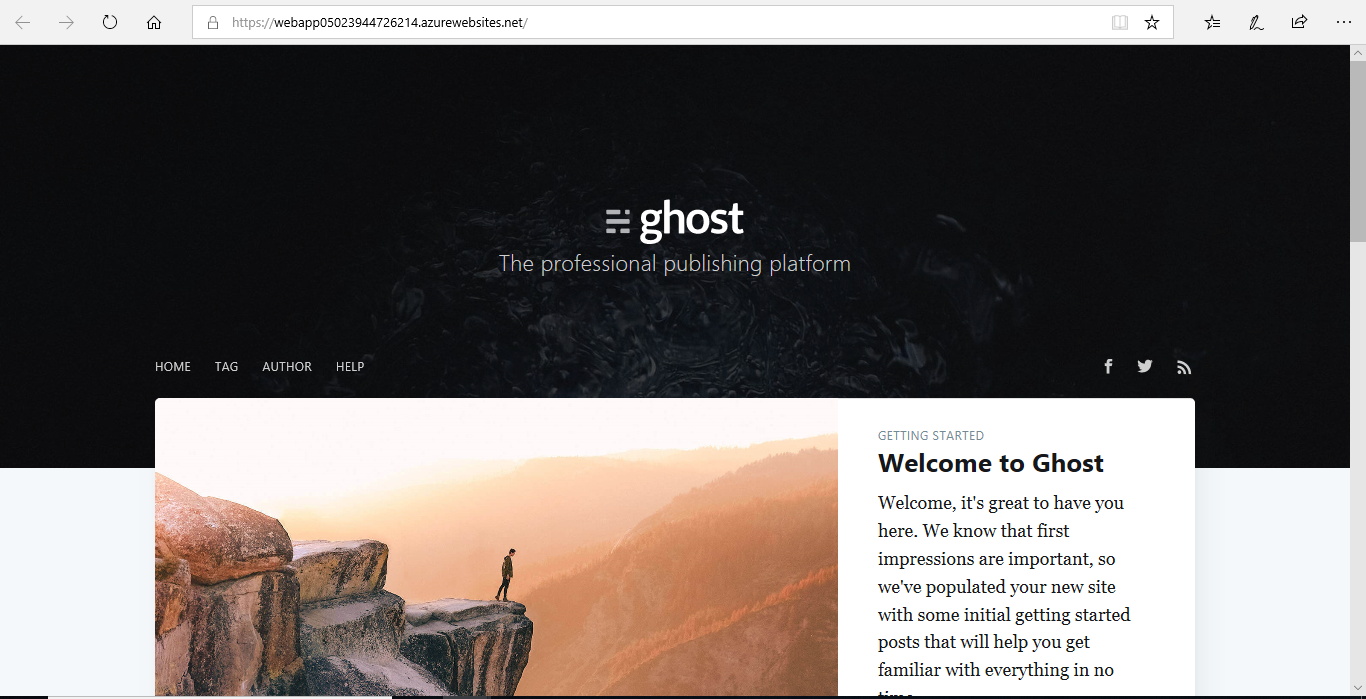 https://webapp05023944726214.azurewebsites.net/
ghost
The professional publishing platform
HOME TAG AUTHOR HELP
GETTING STARTED
Welcome to Ghost
Welcome, it's great to have you
here. We know that first
impressions are important, so
we've populated your new site
with some initial getting started
posts that will help you get
familiar with everything in no